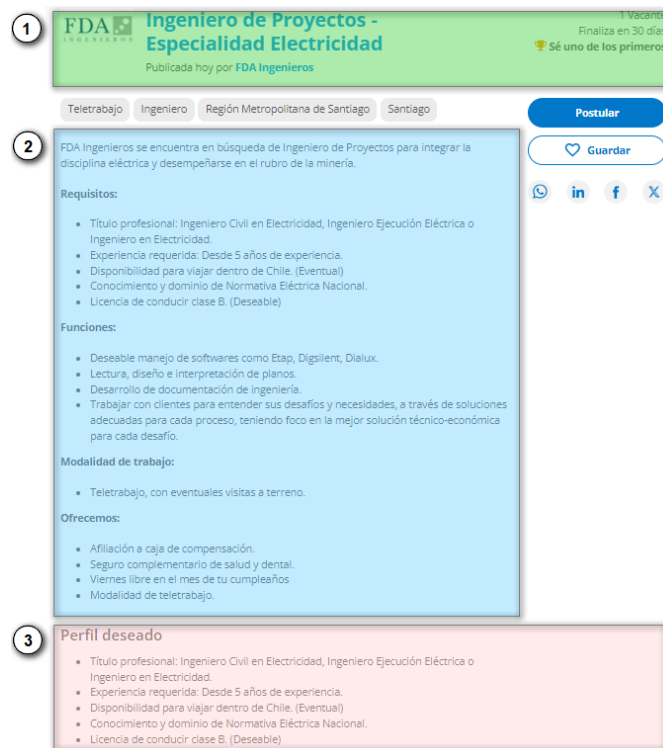 1
FDA
INGENIEROS
Ingeniero de Proyectos -
Especialidad Electricidad
Publicada hoy por FDA Ingenieros
1 Vacante
Finaliza en 30 días
Sé uno de los primeros
Teletrabajo
Ingeniero
Región Metropolitana de Santiago
Santiago
Postular
Guardar
2
FDA Ingenieros se encuentra en búsqueda de Ingeniero de Proyectos para integrar la
disciplina eléctrica y desempeñarse en el rubro de la minería.
Requisitos:
Título profesional: Ingeniero Civil en Electricidad, Ingeniero Ejecución Eléctrica o
Ingeniero en Electricidad.
Experiencia requerida: Desde 5 años de experiencia.
Disponibilidad para viajar dentro de Chile. (Eventual)
Conocimiento y dominio de Normativa Eléctrica Nacional.
Licencia de conducir clase B. (Deseable)
Funciones:
Deseable manejo de softwares como Etap, Digsilent, Dialux.
Lectura, diseño e interpretación de planos.
Desarrollo de documentación de ingeniería.
Trabajar con clientes para entender sus desafíos y necesidades, a través de soluciones
adecuadas para cada proceso, teniendo foco en la mejor solución técnico-económica
para cada desafío.
Modalidad de trabajo:
Teletrabajo, con eventuales visitas a terreno.
Ofrecemos:
Afiliación a caja de compensación.
Seguro complementario de salud y dental.
Viernes libre en el mes de tu cumpleaños
Modalidad de teletrabajo.
3
Perfil deseado
Título profesional: Ingeniero Civil en Electricidad, Ingeniero Ejecución Eléctrica o
Ingeniero en Electricidad.
Experiencia requerida: Desde 5 años de experiencia.
Disponibilidad para viajar dentro de Chile. (Eventual)
Conocimiento y dominio de Normativa Eléctrica Nacional.
Licencia de conducir clase B. (Deseable)